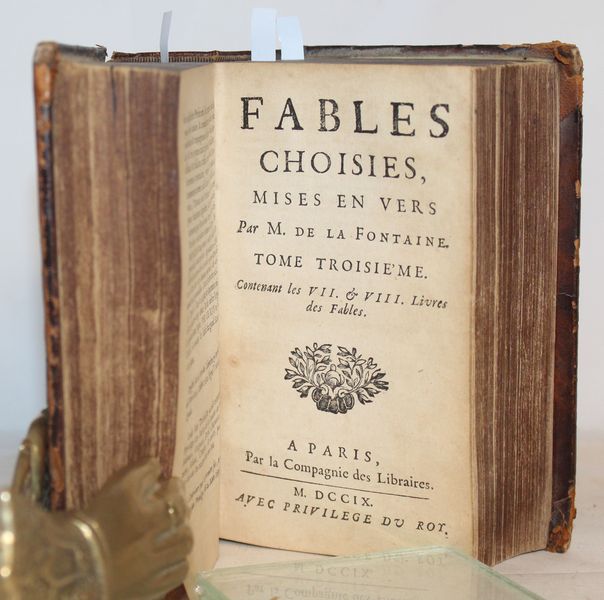 FABLES
CHOISIES,
MISES EN VERS
Par M. DE LA FONTAINE.
TOME TROISIE'ME.
Contenant les VII. & VIII. Livres
des Fables.
A PARIS,
Par la Compagnie des Libraires.
M. DCCIX.
AVEC PRIVILEGE DU ROY.